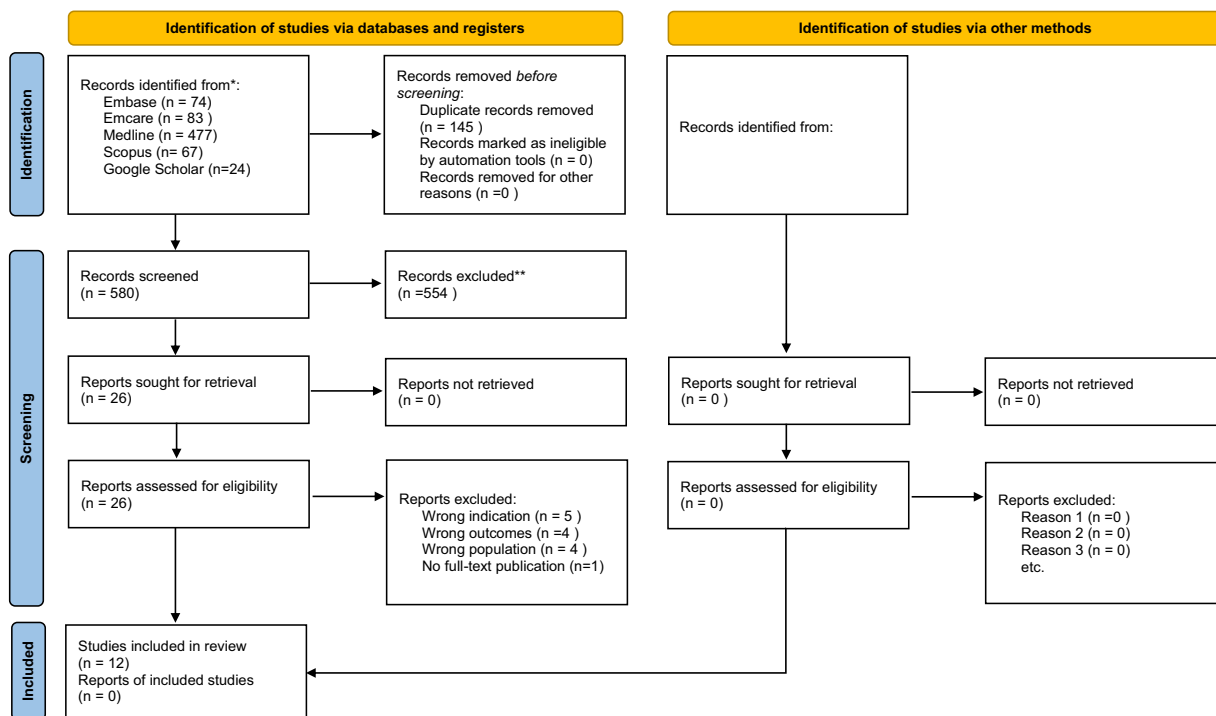 Identification of studies via databases and registers
Identification of studies via other methods
Identification
Records identified from*:
Embase (n = 74)
Emcare (n = 83 )
Medline (n = 477)
Scopus (n= 67)
Google Scholar (n=24)
Records removed before
screening:
Duplicate records removed
(n = 145 )
Records marked as ineligible
by automation tools (n = 0)
Records removed for other
reasons (n =0 )
Records identified from:
Screening
Records screened
(n = 580)
Records excluded**
(n =554 )
Reports sought for retrieval
(n = 26)
Reports not retrieved
(n = 0)
Reports sought for retrieval
(n = 0 )
Reports not retrieved
(n = 0)
Reports assessed for eligibility
(n = 26)
Reports excluded:
Wrong indication (n = 5 )
Wrong outcomes (n =4 )
Wrong population (n = 4 )
No full-text publication (n=1)
Reports assessed for eligibility
(n = 0)
Reports excluded:
Reason 1 (n =0 )
Reason 2 (n = 0)
Reason 3 (n = 0)
etc.
Included
Studies included in review
(n = 12)
Reports of included studies
(n = 0)